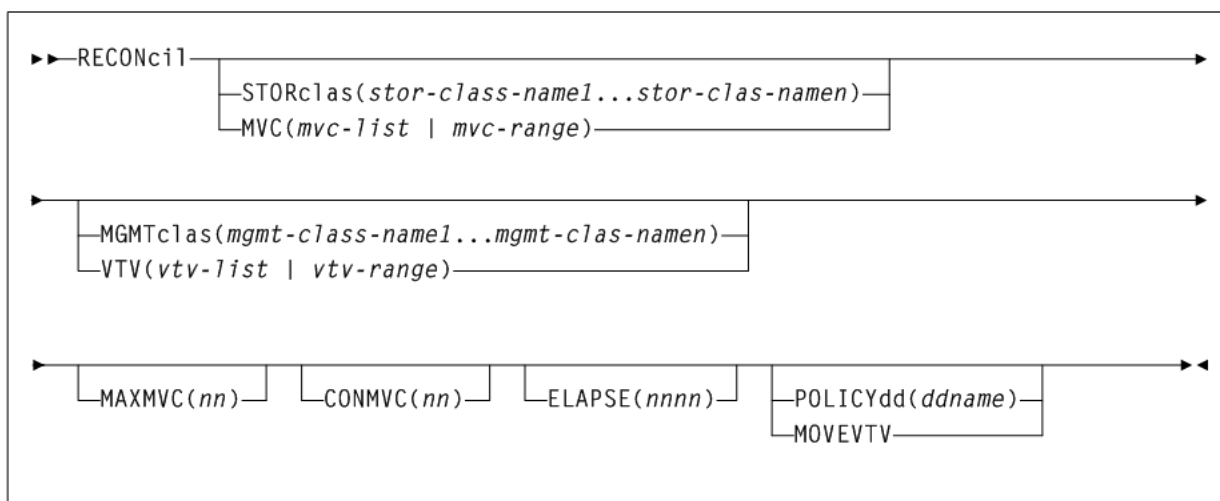 RECONcil
STORclas(stor-class-name1...stor-clas-namen)
MVC(mvc-list | mvc-range)
MGMTclas(mgmt-class-name1...mgmt-clas-namen)
VTV(vtv-list | vtv-range)
MAXMVC(nn) CONMVC(nn) ELAPSE(nnnn) POLICYdd(ddname)
MOVEVTV